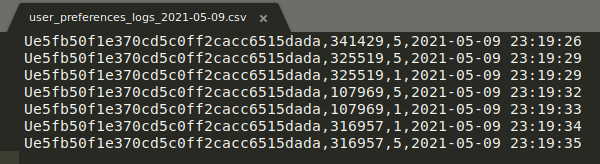 user_preferences_logs_2021-05-09.csv ×
Ue5fb50f1e370cd5c0ff2cacc6515dada,341429,5,2021-05-09 23:19:26
Ue5fb50f1e370cd5c0ff2cacc6515dada,325519,5,2021-05-09 23:19:29
Ue5fb50f1e370cd5c0ff2cacc6515dada,325519,1,2021-05-09 23:19:29
Ue5fb50f1e370cd5c0ff2cacc6515dada,107969,5,2021-05-09 23:19:32
Ue5fb50f1e370cd5c0ff2cacc6515dada,107969,1,2021-05-09 23:19:33
Ue5fb50f1e370cd5c0ff2cacc6515dada,316957,1,2021-05-09 23:19:34
Ue5fb50f1e370cd5c0ff2cacc6515dada,316957,5,2021-05-09 23:19:35